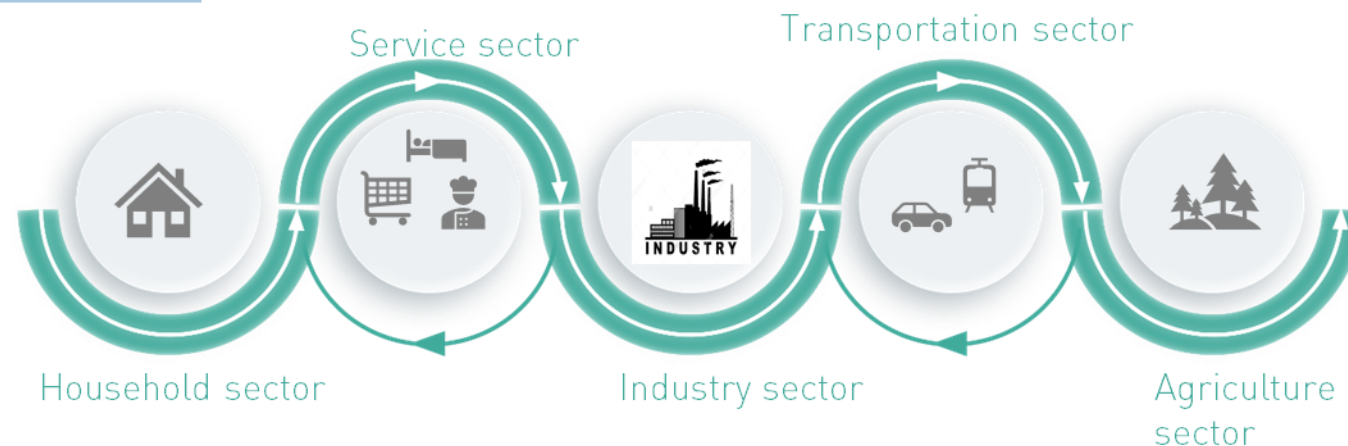 Service sector
Transportation sector
INDUSTRY
Household sector
Industry sector
Agriculture
sector